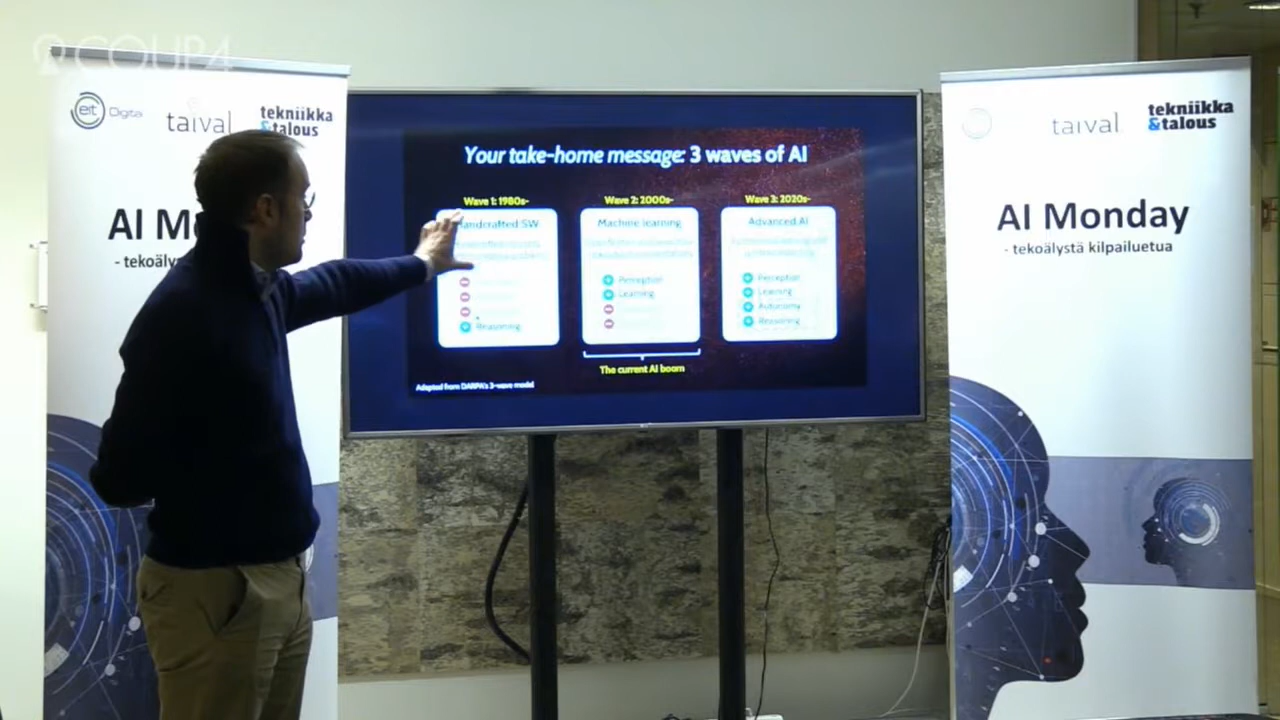 COUP4
eit Digital
taival
tekniikka
&talous
AI Mo
- tekoälys
Your take-home message: 3 waves of AI
Wave 1: 1980s-
andcrafted SW
Reasoning
Wave 2: 2000s-
Machine learning
Perception
Learning
The current AI boom
Wave 3: 2020s-
Advanced AI
Perception
Learning
Autonomy
Reasoning
Adapted from DARPA's 3-wave model
taival
tekniikka
&talous
AI Monday
- tekoälystä kilpailuetua